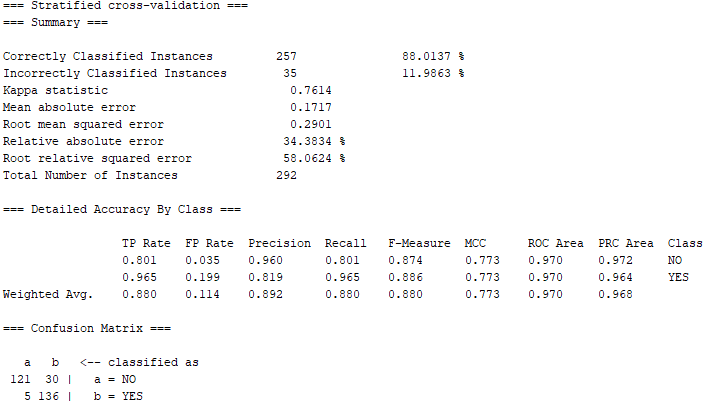 === Stratified cross-validation ===
=== Summary ===
Correctly Classified Instances 257 88.0137 %
Incorrectly Classified Instances 35 11.9863 %
Kappa statistic 0.7614
Mean absolute error 0.1717
Root mean squared error 0.2901
Relative absolute error 34.3834 %
Root relative squared error 58.0624 %
Total Number of Instances 292
=== Detailed Accuracy By Class ===
TP Rate FP Rate Precision Recall F-Measure MCC ROC Area PRC Area Class
0.801 0.035 0.960 0.801 0.874 0.773 0.970 0.972 NO
0.965 0.199 0.819 0.965 0.886 0.773 0.970 0.964 YES
Weighted Avg. 0.880 0.114 0.892 0.880 0.880 0.773 0.970 0.968
=== Confusion Matrix ===
a b <-- classified as
121 30 | a = NO
5 136 | b = YES